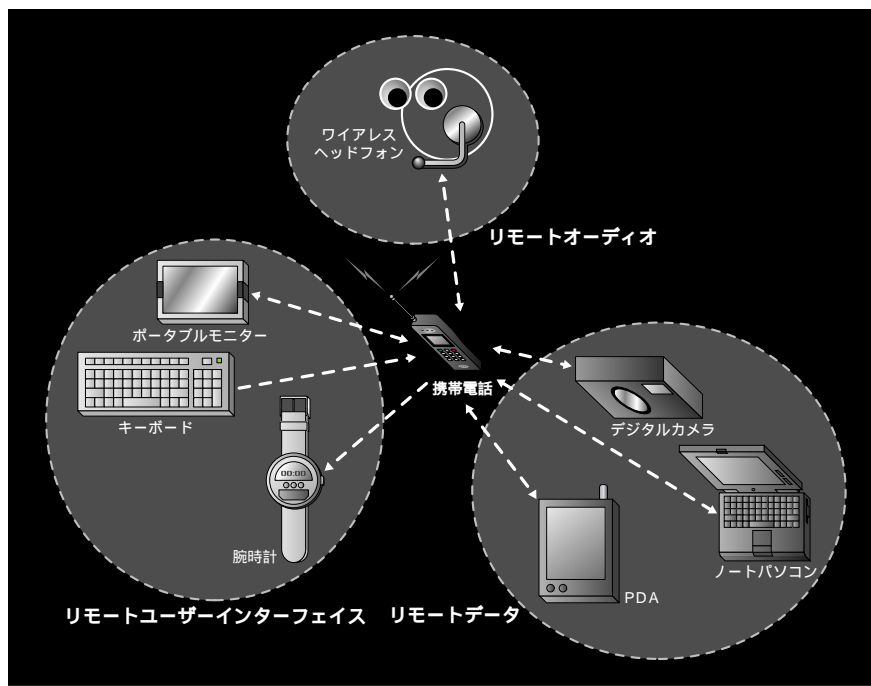 ワイアレス
ヘッドフォン
リモートオーディオ
ポータブルモニター
キーボード
00:00
腕時計
リモートユーザーインターフェイス
携帯電話
デジタルカメラ
ノートパソコン
PDA
リモートデータ